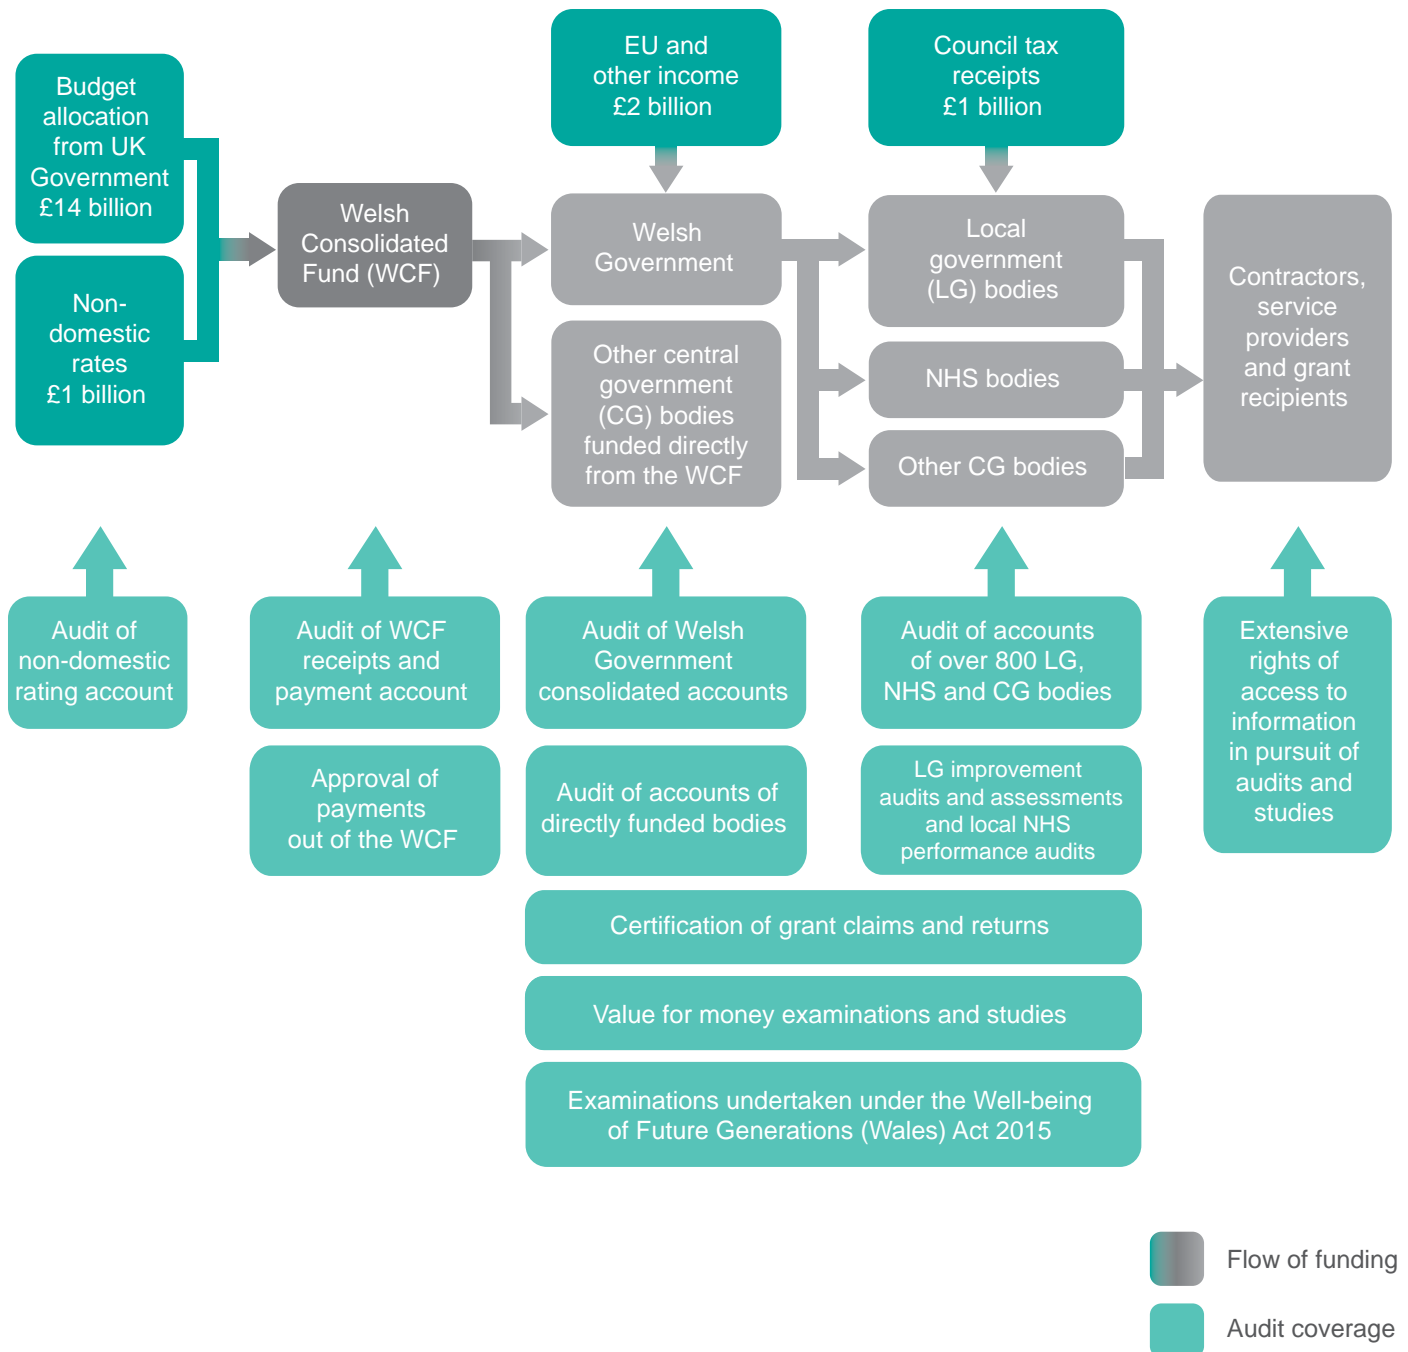 Budget
allocation
from UK
Government
£14 billion
Non-
domestic
rates
£1 billion
Welsh
Consolidated
Fund (WCF)
EU and
other income
£2 billion
Welsh
Government
Other central
government
(CG) bodies
funded directly
from the WCF
Council tax
receipts
£1 billion
Local
government
(LG) bodies
NHS bodies
Other CG bodies
Contractors,
service
providers
and grant
recipients
Audit of
non-domestic
rating account
Audit of WCF
receipts and
payment account
Approval of
payments
out of the WCF
Audit of Welsh
Government
consolidated accounts
Audit of accounts of
directly funded bodies
Audit of accounts
of over 800 LG,
NHS and CG bodies
LG improvement
audits and assessments
and local NHS
performance audits
Extensive
rights of
access to
information
in pursuit of
audits and
studies
Certification of grant claims and returns
Value for money examinations and studies
Examinations undertaken under the Well-being
of Future Generations (Wales) Act 2015
Flow of funding
Audit coverage